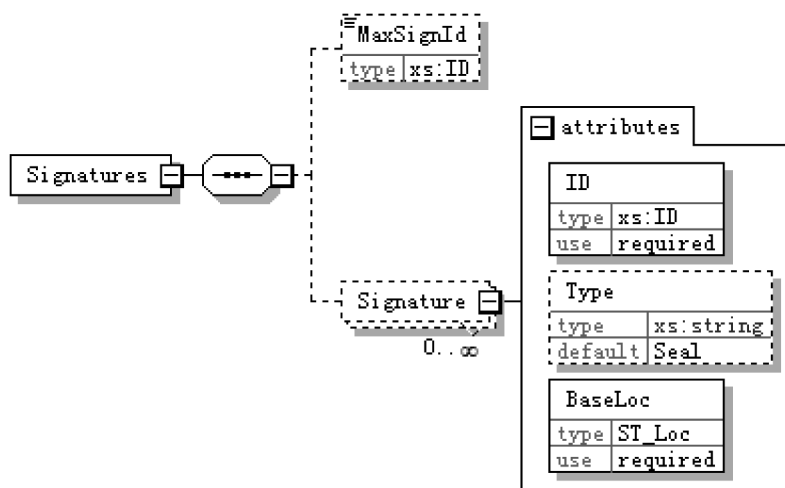 MaxSignId
type xs:ID
Signatures
attributes
ID
type xs:ID
use required
Signature
0..∞
Type
type xs:string
default Seal
BaseLoc
type ST_Loc
use required